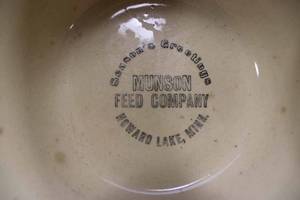 Season's Greetings
MUNSON
FEED COMPANY
HOWARD LAKE, MINN.